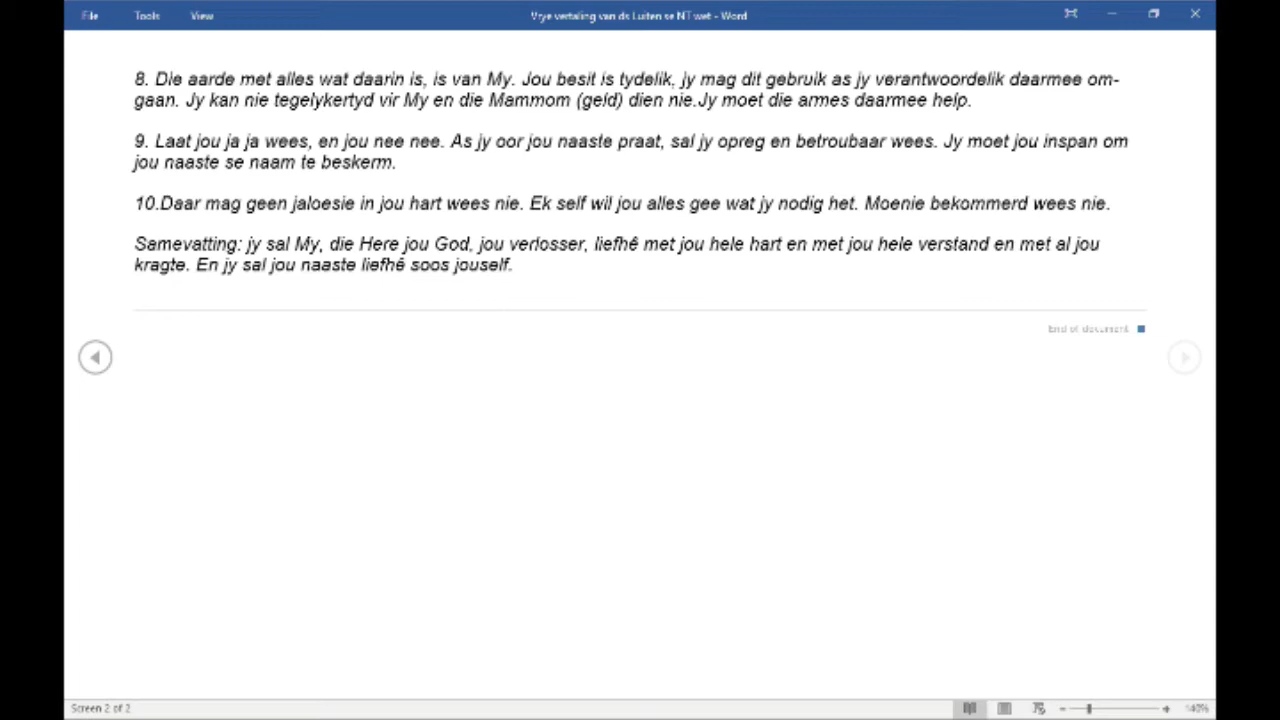 File Tools View Vrye vertaling van ds Luiten se NT wet - Word
8. Die aarde met alles wat daarin is, is van My. Jou besit is tydelik, jy mag dit gebruik as jy verantwoordelik daarmee om-
gaan. Jy kan nie tegelykertyd vir My en die Mammom (geld) dien nie.Jy moet die armes daarmee help.
9. Laat jou ja ja wees, en jou nee nee. As jy oor jou naaste praat, sal jy opreg en betroubaar wees. Jy moet jou inspan om
jou naaste se naam te beskerm.
10.Daar mag geen jaloesie in jou hart wees nie. Ek self wil jou alles gee wat jy nodig het. Moenie bekommerd wees nie.
Samevatting: jy sal My, die Here jou God, jou verlosser, liefhê met jou hele hart en met jou hele verstand en met al jou
kragte. En jy sal jou naaste liefhê soos jouself.
End of document
Screen 2 of 2 140%